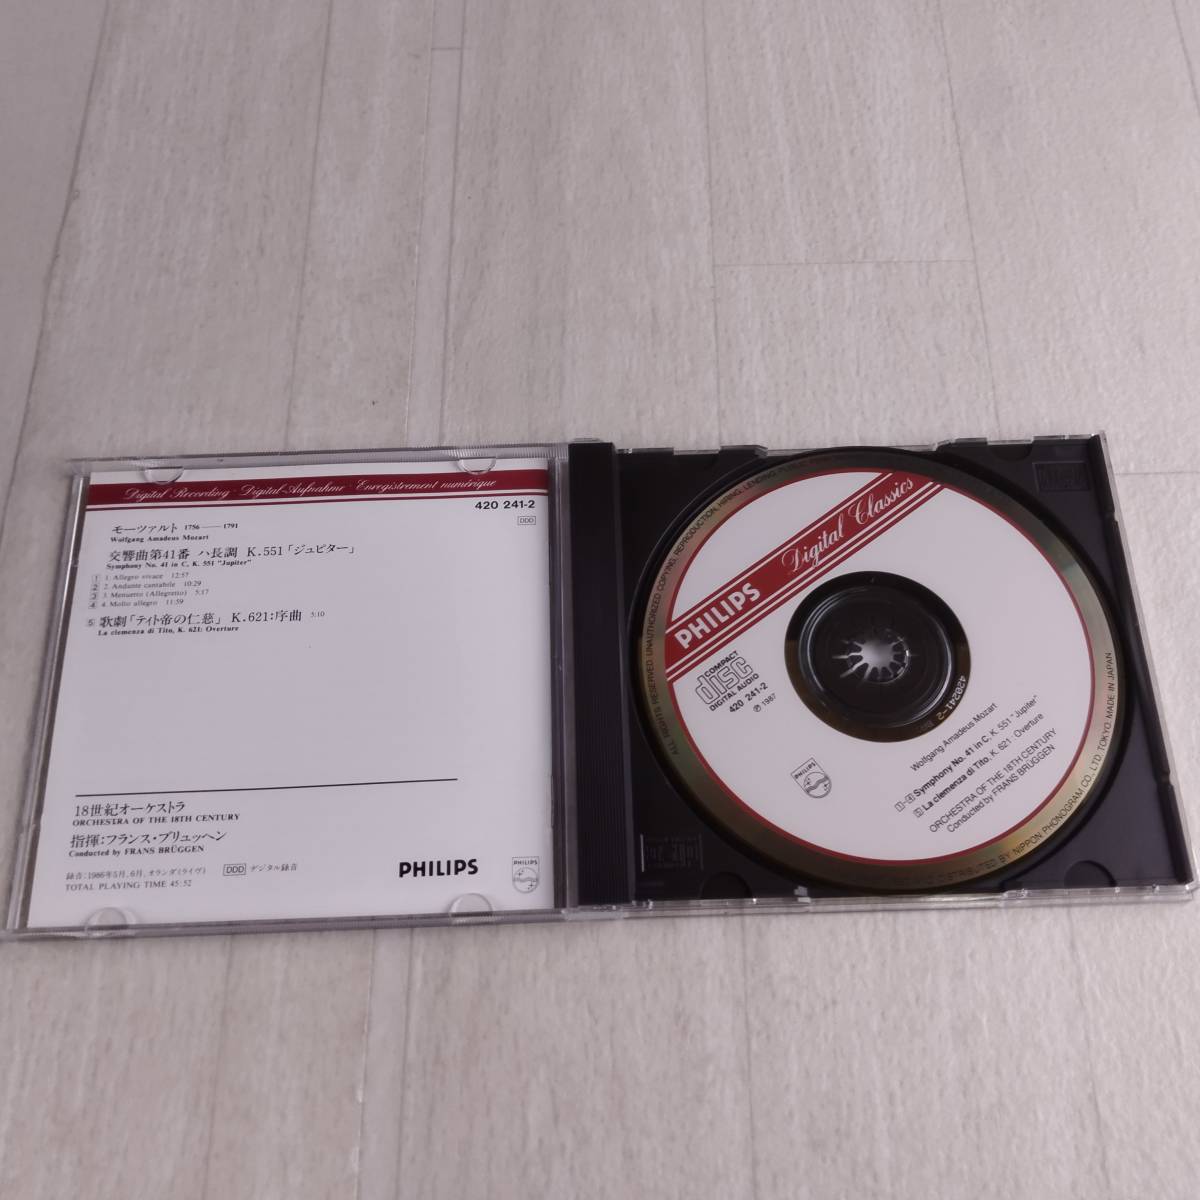 Digital Recording · Digital-Aufnahme · Enregistrement numérique
420 241-2
DDD
モーツァルト 1756——1791
Wolfgang Amadeus Mozart
交響曲第41番 ハ長調 K.551「ジュピター」
Symphony No. 41 in C, K. 551 "Jupiter"
1 1. Allegro vivace 12:57
2 2. Andante cantabile 10:29
3 3. Menuetto (Allegretto) 5:17
4 4. Molto allegro 11:59
5 歌劇「ティト帝の仁慈」 K.621:序曲 5:10
La clemenza di Tito, K. 621: Overture
18世紀オーケストラ
ORCHESTRA OF THE 18TH CENTURY
指揮:フランス・ブリュッヘン
Conducted by FRANS BRÜGGEN
録音:1986年5月、6月、オランダ(ライヴ) DDD デジタル録音
TOTAL PLAYING TIME 45:52
PHILIPS
PHILIPS
PHILIPS Digital Classics
COMPACT
disc
DIGITAL AUDIO
420 241-2
℗ 1987
PHILIPS
420241-2
Wolfgang Amadeus Mozart
1-4 Symphony No. 41 in C, K. 551 "Jupiter"
5 La clemenza di Tito, K. 621 · Overture
ORCHESTRA OF THE 18TH CENTURY
Conducted by FRANS BRÜGGEN
ALL RIGHTS RESERVED. UNAUTHORIZED COPYING, REPRODUCTION, HIRING, LENDING, PUBLIC
AND DISTRIBUTED BY NIPPON PHONOGRAM CO., LTD. TOKYO. MADE IN JAPAN